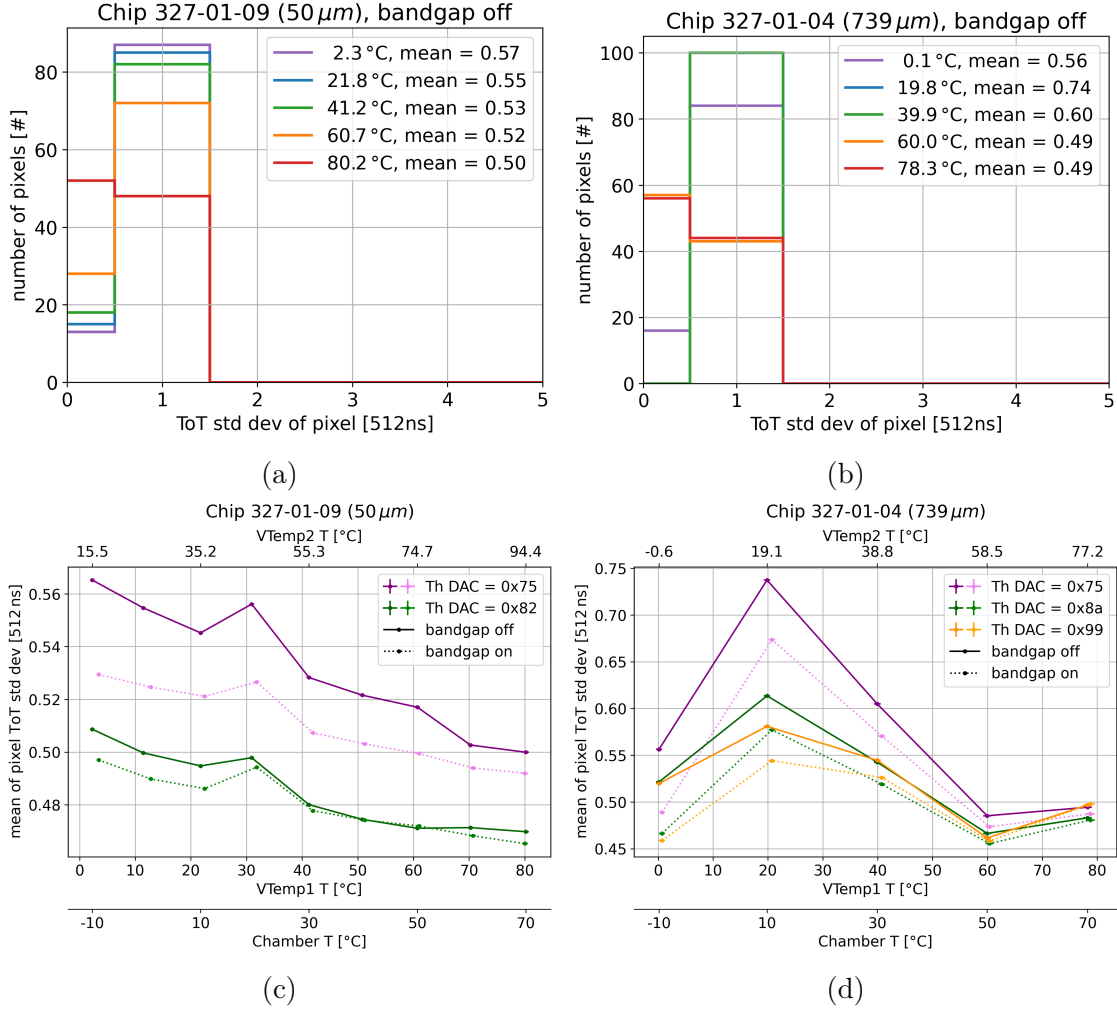 Chip 327-01-09 (50 μm), bandgap off
number of pixels [#]
80
60
40
20
0
2.3 °C, mean = 0.57
21.8 °C, mean = 0.55
41.2 °C, mean = 0.53
60.7 °C, mean = 0.52
80.2 °C, mean = 0.50
0 1 2 3 4 5
ToT std dev of pixel [512ns]
(a)
Chip 327-01-04 (739 μm), bandgap off
number of pixels [#]
100
80
60
40
20
0
0.1 °C, mean = 0.56
19.8 °C, mean = 0.74
39.9 °C, mean = 0.60
60.0 °C, mean = 0.49
78.3 °C, mean = 0.49
0 1 2 3 4 5
ToT std dev of pixel [512ns]
(b)
Chip 327-01-09 (50 μm)
VTemp2 T [°C]
15.5 35.2 55.3 74.7 94.4
mean of pixel ToT std dev [512 ns]
0.56
0.54
0.52
0.50
0.48
Th DAC = 0x75
Th DAC = 0x82
bandgap off
bandgap on
0 10 20 30 40 50 60 70 80
VTemp1 T [°C]
-10 10 30 50 70
Chamber T [°C]
(c)
Chip 327-01-04 (739 μm)
VTemp2 T [°C]
-0.6 19.1 38.8 58.5 77.2
mean of pixel ToT std dev [512 ns]
0.75
0.70
0.65
0.60
0.55
0.50
0.45
Th DAC = 0x75
Th DAC = 0x8a
Th DAC = 0x99
bandgap off
bandgap on
0 10 20 30 40 50 60 70 80
VTemp1 T [°C]
-10 10 30 50 70
Chamber T [°C]
(d)